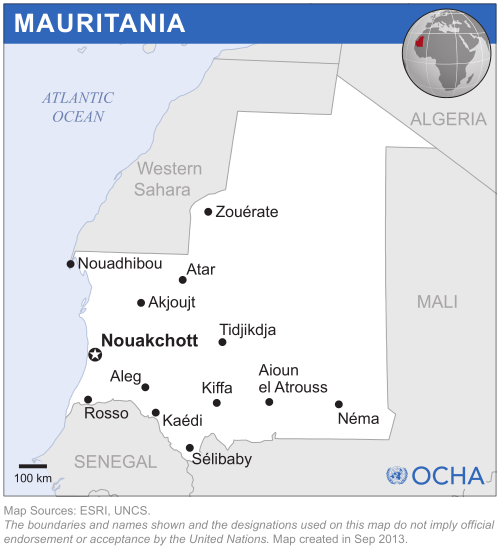 MAURITANIA
ATLANTIC
OCEAN
ALGERIA
Western
Sahara
Zouérate
Nouadhibou
Atar
Akjoujt
MALI
Tidjikdja
Nouakchott
Aleg
Aioun
el Atrouss
Kiffa
Rosso
Kaédi
Néma
SENEGAL
Sélibaby
100 km
OCHA
Map Sources: ESRI, UNCS.
The boundaries and names shown and the designations used on this map do not imply official
endorsement or acceptance by the United Nations. Map created in Sep 2013.